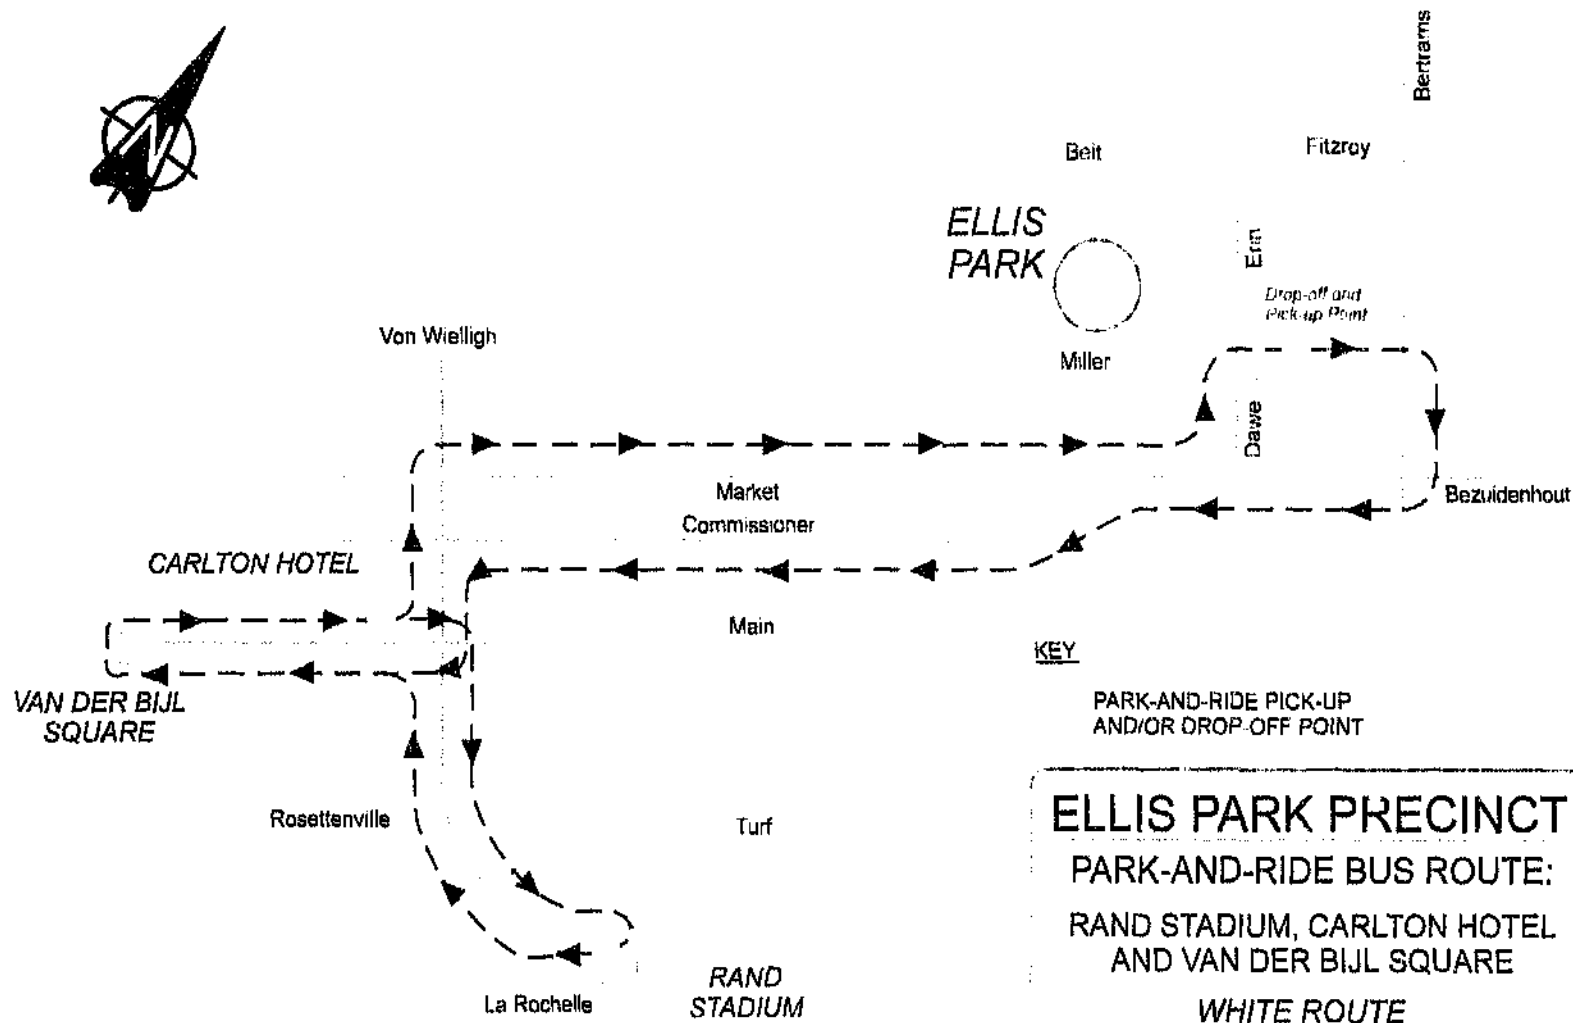 N
Bertrams
Beit
Fitzroy
ELLIS
PARK
Erin
Drop-off and
Pick-up Point
Von Wielligh
Miller
Dawe
Market
Bezuidenhout
Commissioner
CARLTON HOTEL
Main
KEY
VAN DER BIJL
SQUARE
PARK-AND-RIDE PICK-UP
AND/OR DROP-OFF POINT
Rosettenville
Turf
ELLIS PARK PRECINCT
PARK-AND-RIDE BUS ROUTE:
RAND STADIUM, CARLTON HOTEL
AND VAN DER BIJL SQUARE
WHITE ROUTE
RAND
STADIUM
La Rochelle